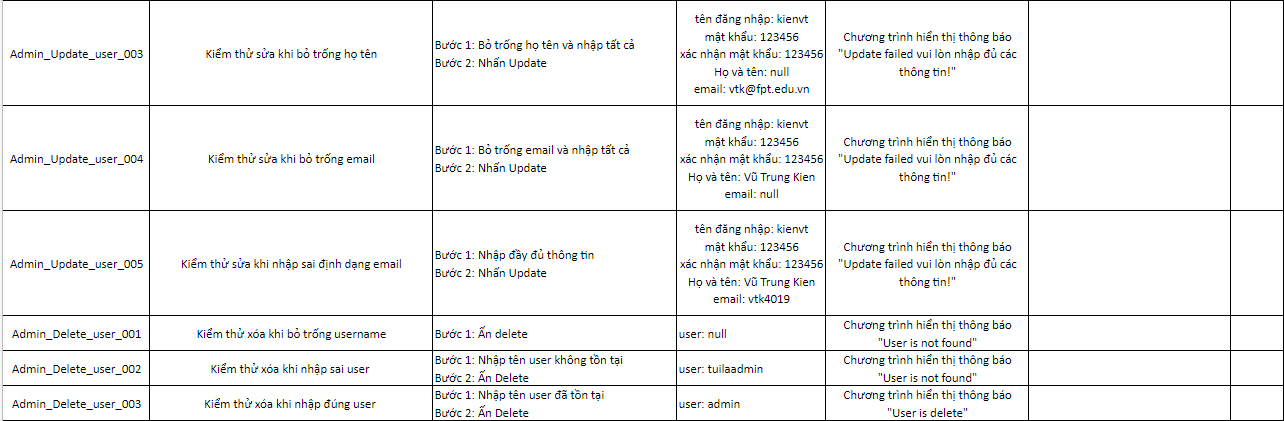 Admin_Update_user_003
Kiểm thử sửa khi bỏ trống họ tên
Bước 1: Bỏ trống họ tên và nhập tất cả
Bước 2: Nhấn Update
tên đăng nhập: kienvt
mật khẩu: 123456
xác nhận mật khẩu: 123456
Họ và tên: null
email: vtk@fpt.edu.vn
Chương trình hiển thị thông báo
"Update failed vui lòn nhập đủ các
thông tin!"
Admin_Update_user_004
Kiểm thử sửa khi bỏ trống email
Bước 1: Bỏ trống email và nhập tất cả
Bước 2: Nhấn Update
tên đăng nhập: kienvt
mật khẩu: 123456
xác nhận mật khẩu: 123456
Họ và tên: Vũ Trung Kien
email: null
Chương trình hiển thị thông báo
"Update failed vui lòn nhập đủ các
thông tin!"
Admin_Update_user_005
Kiểm thử sửa khi nhập sai định dạng email
Bước 1: Nhập đầy đủ thông tin
Bước 2: Nhấn Update
tên đăng nhập: kienvt
mật khẩu: 123456
xác nhận mật khẩu: 123456
Họ và tên: Vũ Trung Kien
email: vtk4019
Chương trình hiển thị thông báo
"Update failed vui lòn nhập đủ các
thông tin!"
Admin_Delete_user_001
Kiểm thử xóa khi bỏ trống username
Bước 1: Ấn delete
user: null
Chương trình hiển thị thông báo
"User is not found"
Admin_Delete_user_002
Kiểm thử xóa khi nhập sai user
Bước 1: Nhập tên user không tồn tại
Bước 2: Ấn Delete
user: tuilaadmin
Chương trình hiển thị thông báo
"User is not found"
Admin_Delete_user_003
Kiểm thử xóa khi nhập đúng user
Bước 1: Nhập tên user đã tồn tại
Bước 2: Ấn Delete
user: admin
Chương trình hiển thị thông báo
"User is delete"